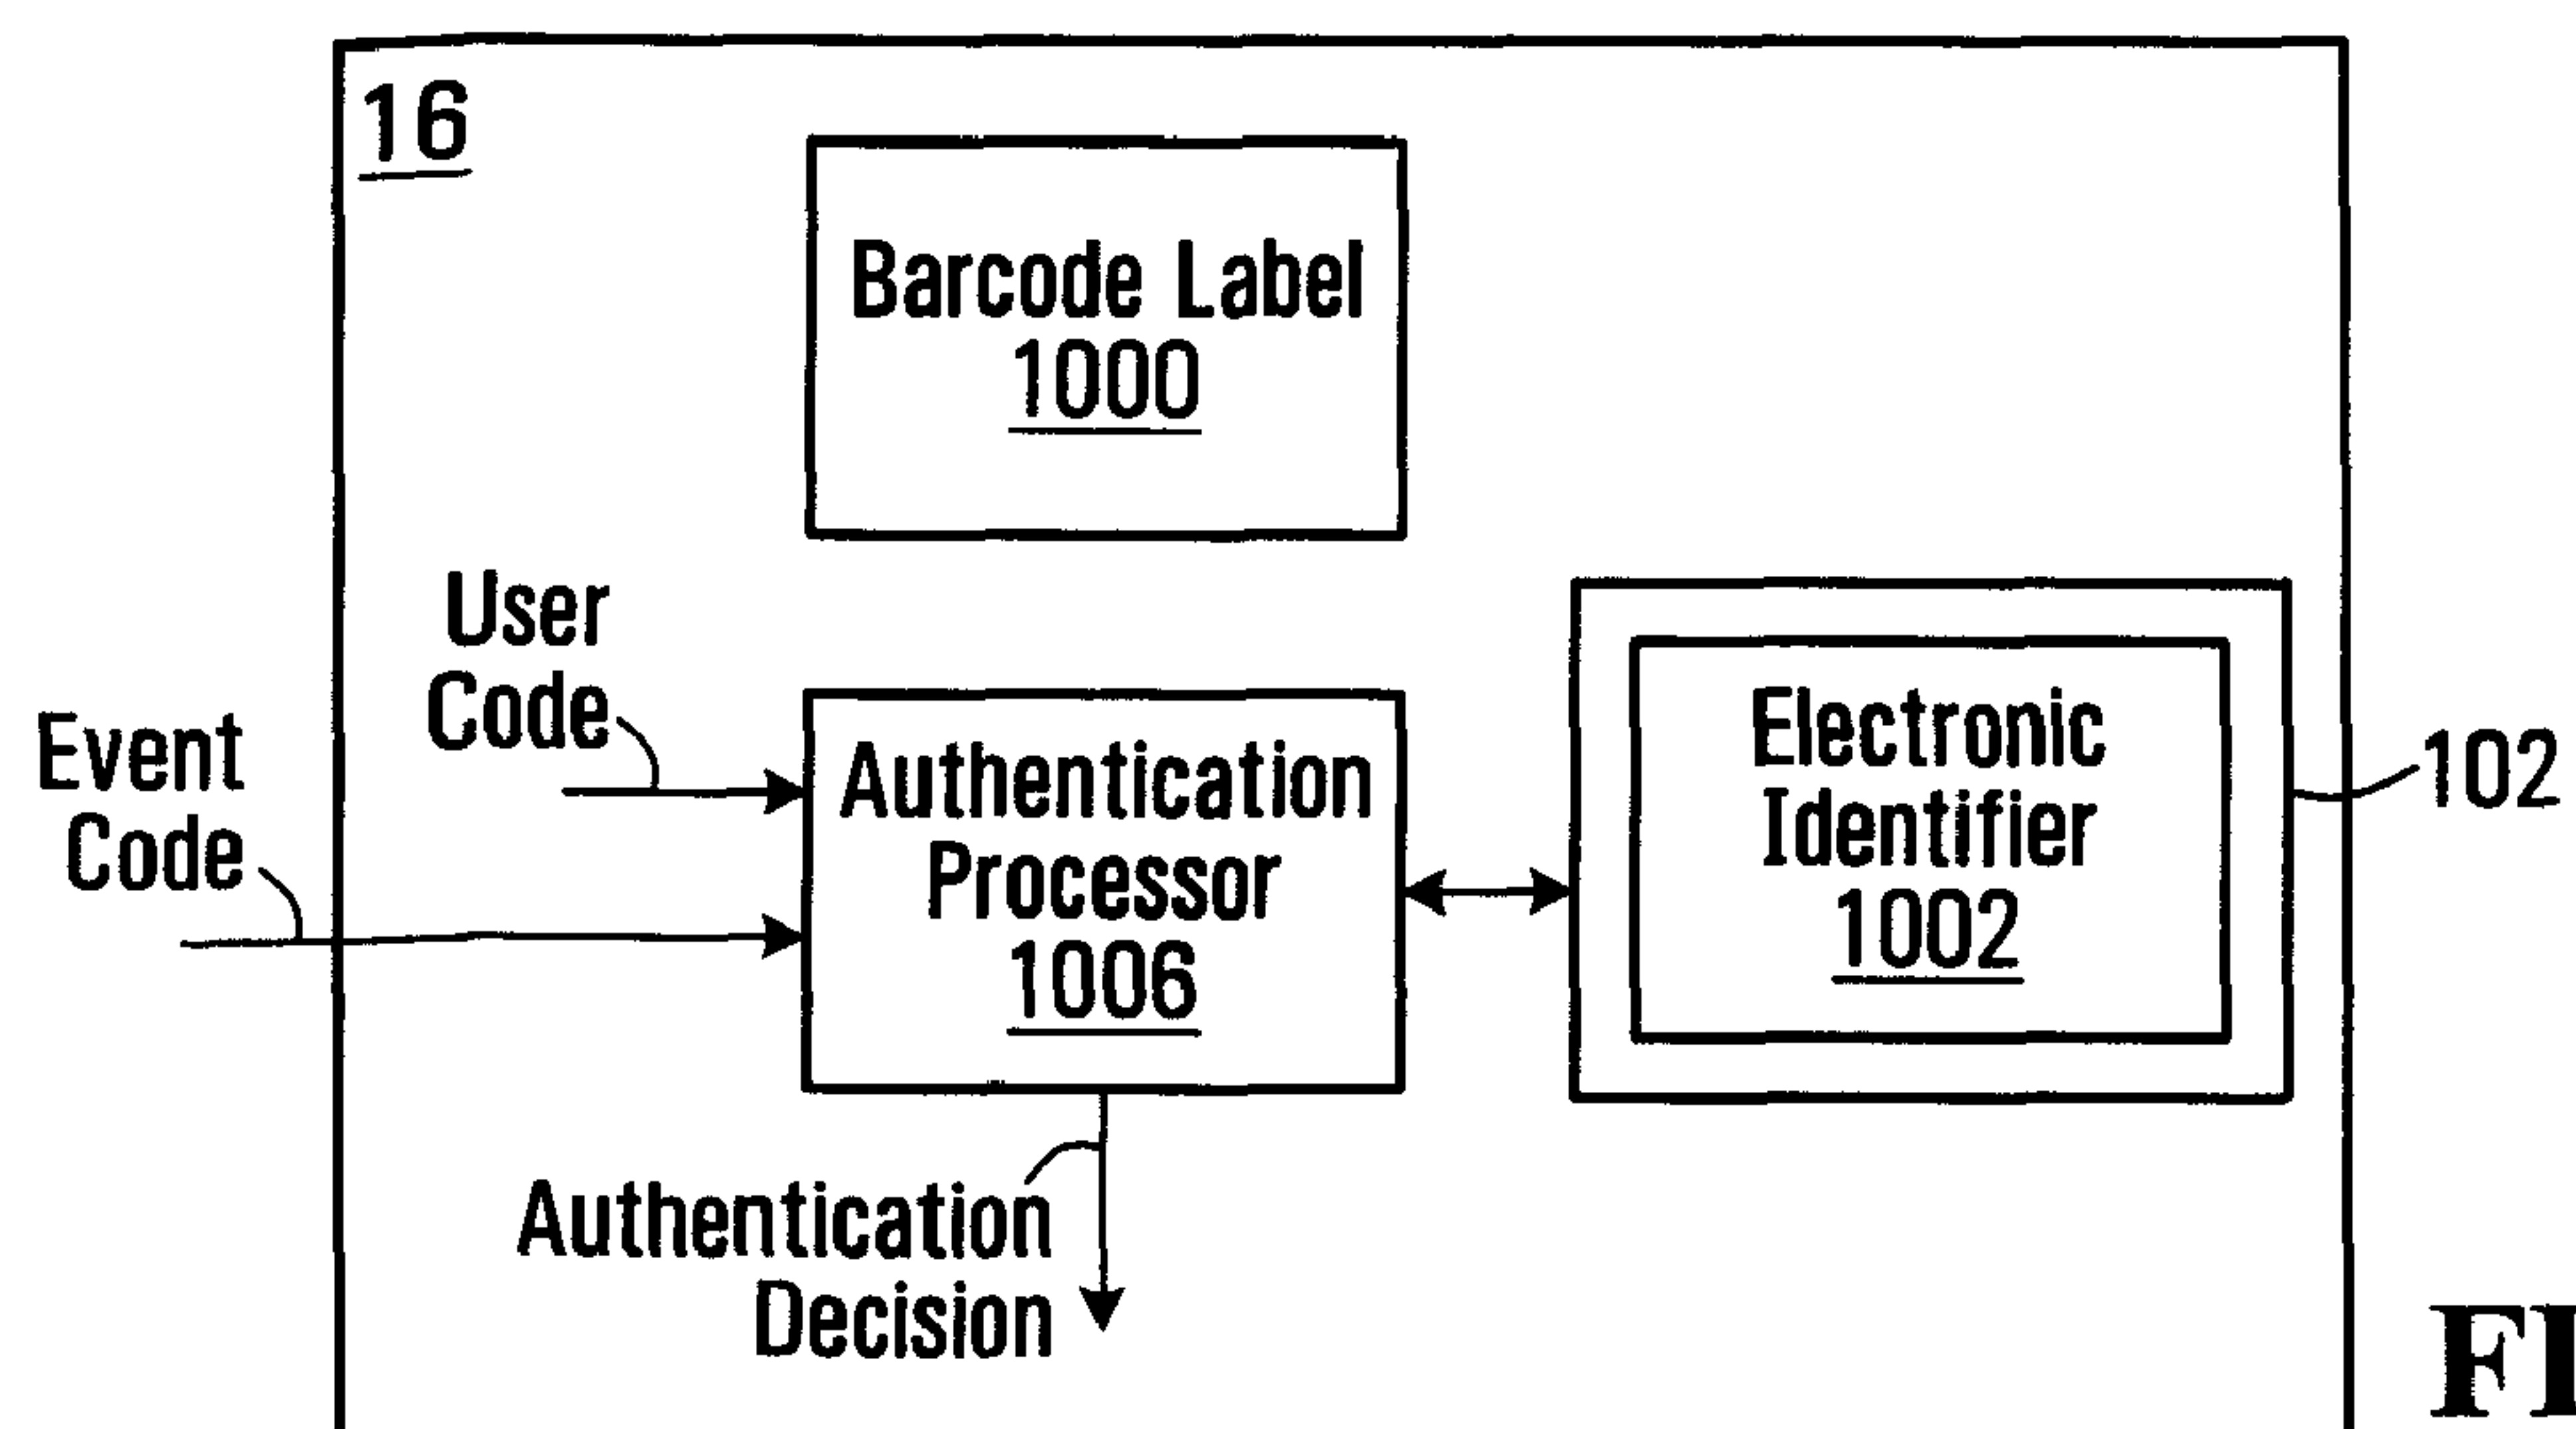 16
Barcode Label
1000
User
Code
Event
Code
Authentication
Processor
1006
Electronic
Identifier
1002
102
Authentication
Decision